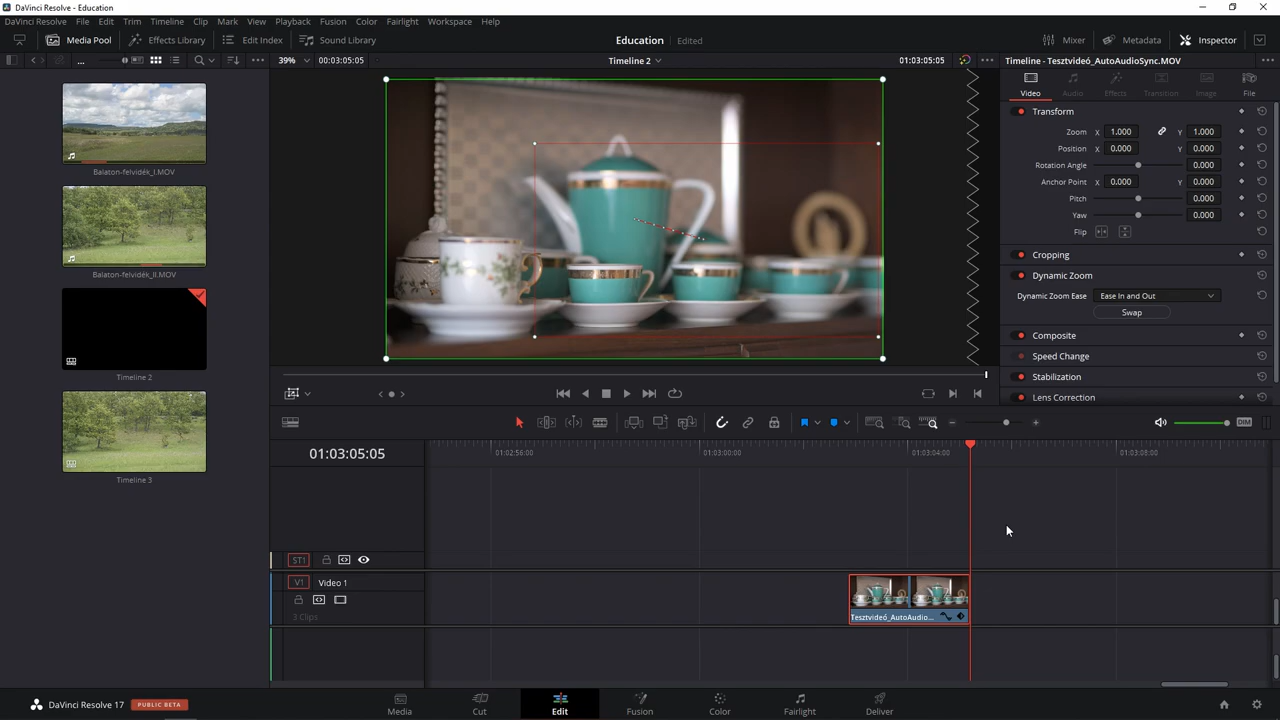 DaVinci Resolve - Education
DaVinci Resolve File Edit Trim Timeline Clip Mark View Playback Fusion Color Fairlight Workspace Help
Media Pool Effects Library Edit Index Sound Library Education Edited Mixer Metadata Inspector
39% 00:03:05:05 Timeline 2 01:03:05:05 Timeline - Tesztvideó_AutoAudioSync.MOV
Video Audio Effects Transition Image File
Transform
Zoom X 1.000 Y 1.000
Position X 0.000 Y 0.000
Rotation Angle 0.000
Anchor Point X 0.000 Y 0.000
Pitch 0.000
Yaw 0.000
Flip
Cropping
Dynamic Zoom
Dynamic Zoom Ease Ease In and Out
Swap
Composite
Speed Change
Stabilization
Lens Correction
Balaton-felvidék_I.MOV
Balaton-felvidék_II.MOV
Timeline 2
Timeline 3
DIM
01:03:05:05
01:02:56:00 01:03:00:00 01:03:04:00 01:03:08:00
ST1
V1 Video 1
3 Clips
Tesztvideó_AutoAudio...
DaVinci Resolve 17 PUBLIC BETA
Media Cut Edit Fusion Color Fairlight Deliver